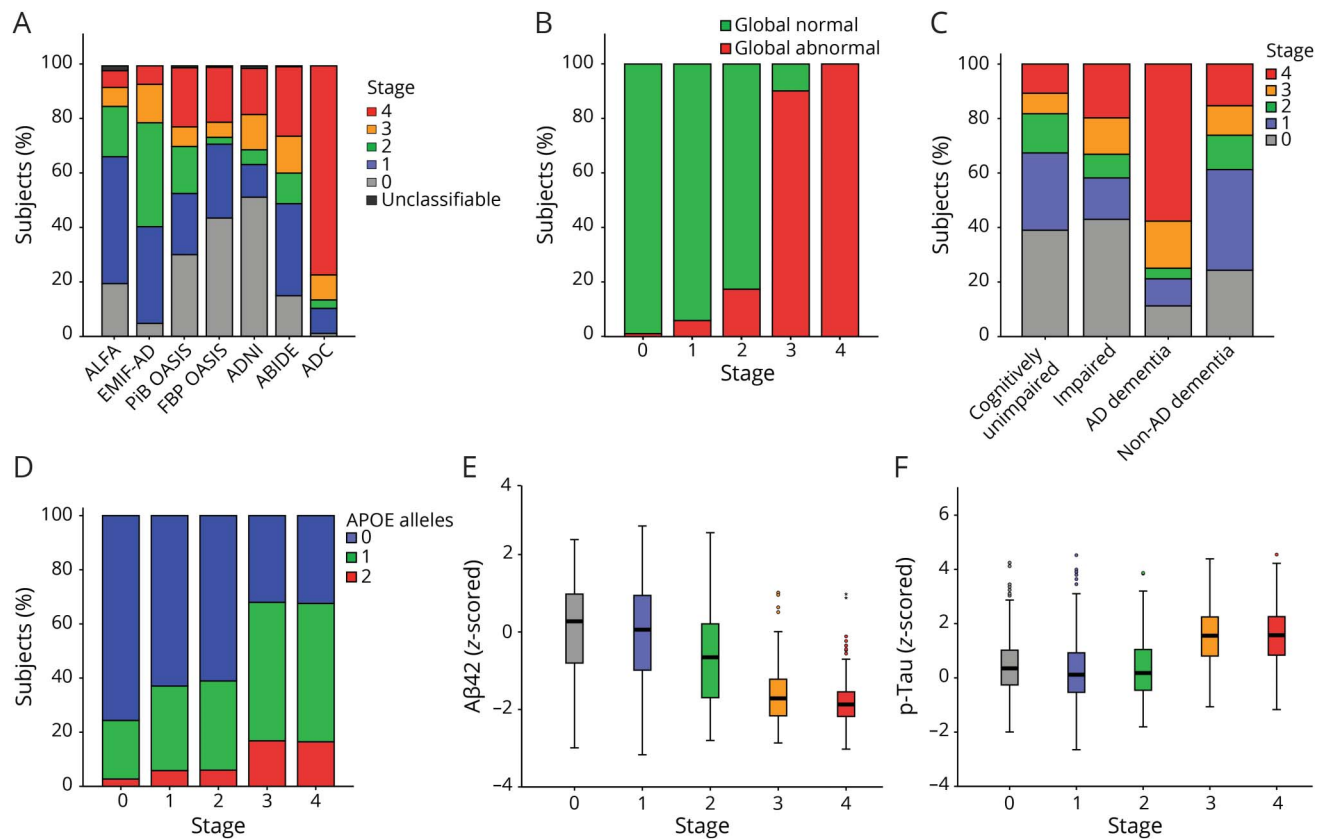 A
Subjects (%)
100
80
60
40
20
0
ALFA
EMIF-AD
PiB OASIS
FBP OASIS
ADNI
ABIDE
ADC
Stage
4
3
2
1
0
Unclassifiable
B
Global normal
Global abnormal
Subjects (%)
100
80
60
40
20
0
0 1 2 3 4
Stage
C
Subjects (%)
100
80
60
40
20
0
Cognitively
unimpaired
Impaired
AD dementia
Non-AD dementia
Stage
4
3
2
1
0
D
Subjects (%)
100
80
60
40
20
0
0 1 2 3 4
Stage
APOE alleles
0
1
2
E
Aβ42 (z-scored)
4
2
0
−2
−4
0 1 2 3 4
Stage
F
p-Tau (z-scored)
6
4
2
0
−2
−4
0 1 2 3 4
Stage